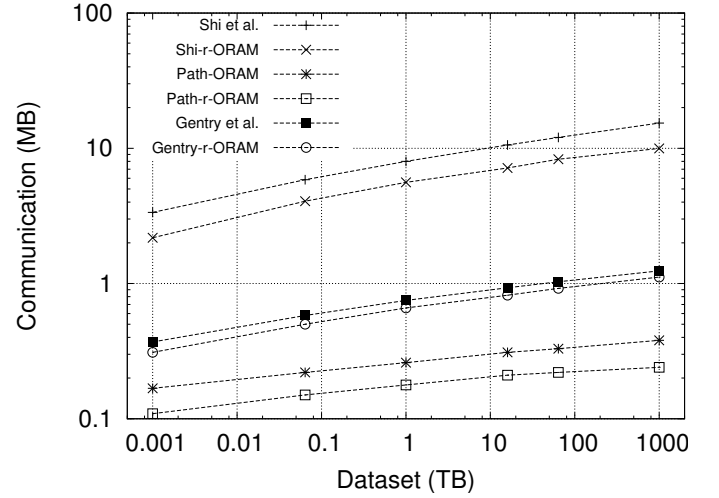 100
10
1
0.1
Communication (MB)
Shi et al.
Shi-r-ORAM
Path-ORAM
Path-r-ORAM
Gentry et al.
Gentry-r-ORAM
0.001 0.01 0.1 1 10 100 1000
Dataset (TB)